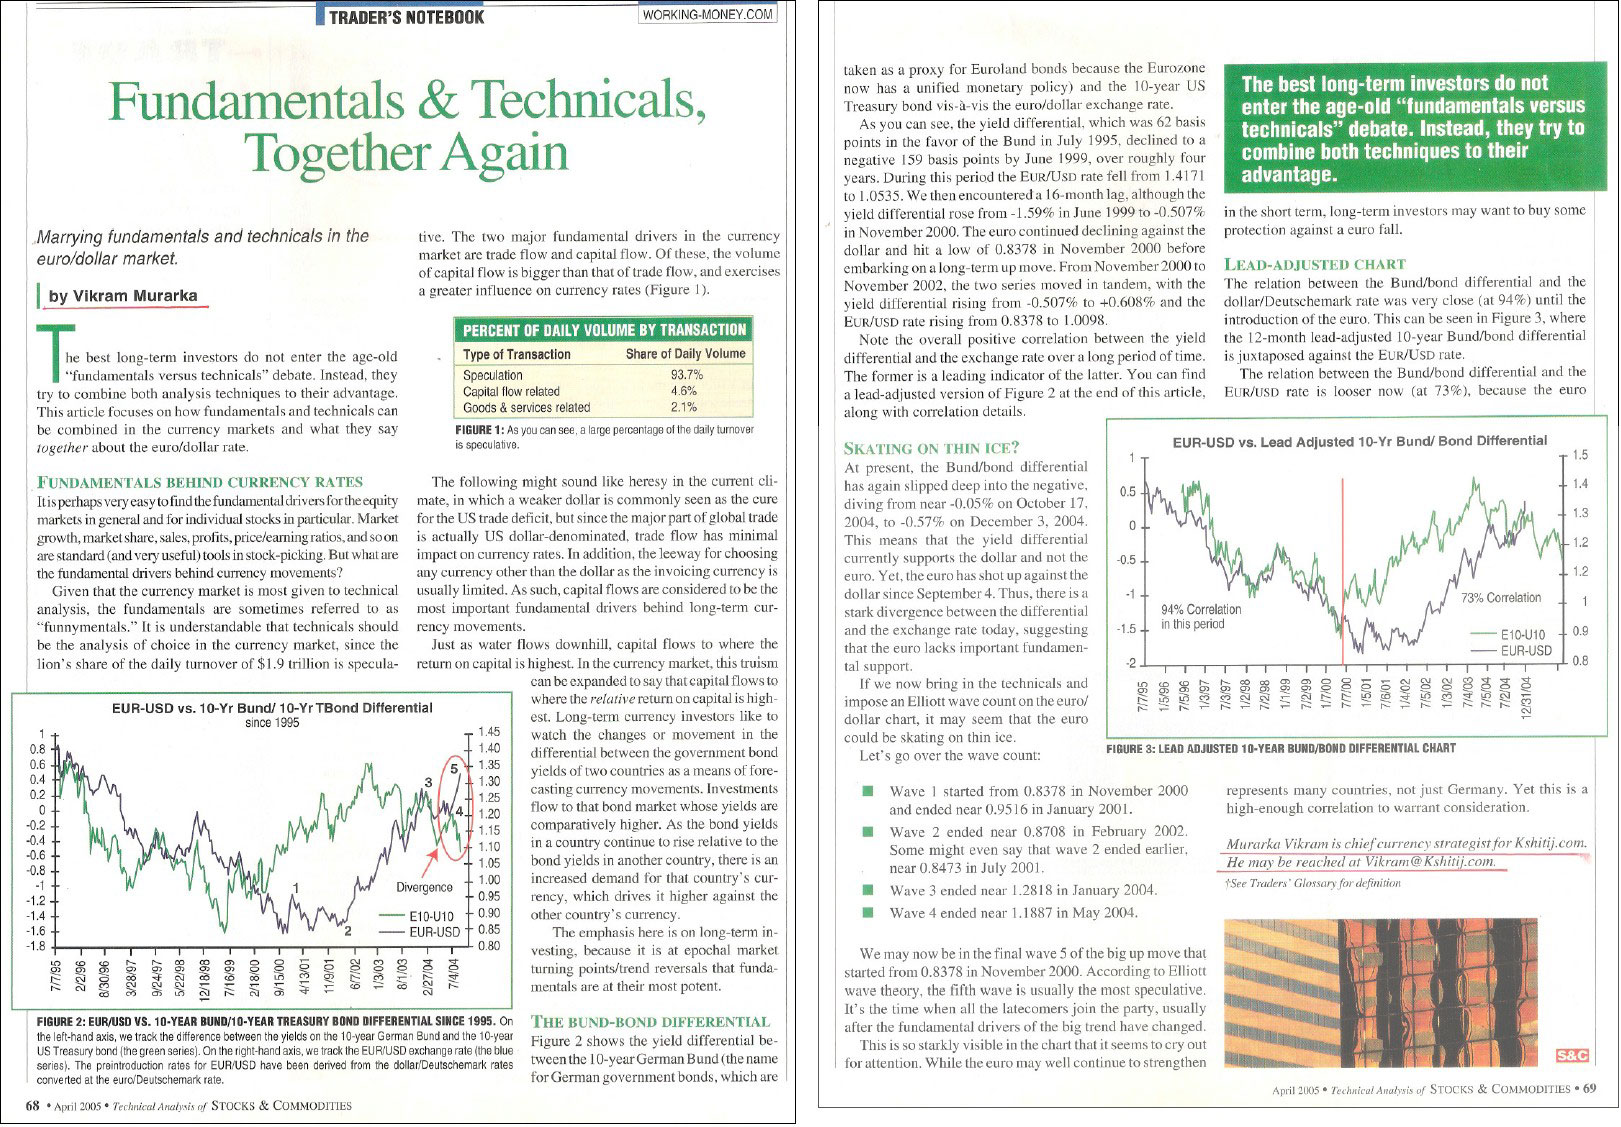 TRADER'S NOTEBOOK
WORKING-MONEY.COM
Fundamentals & Technicals,
Together Again
Marrying fundamentals and technicals in the
euro/dollar market.
by Vikram Murarka
The best long-term investors do not enter the age-old
“fundamentals versus technicals” debate. Instead, they
try to combine both analysis techniques to their advantage.
This article focuses on how fundamentals and technicals can
be combined in the currency markets and what they say
together about the euro/dollar rate.
FUNDAMENTALS BEHIND CURRENCY RATES
It is perhaps very easy to find the fundamental drivers for the equity
markets in general and for individual stocks in particular. Market
growth, market share, sales, profits, price/earning ratios, and so on
are standard (and very useful) tools in stock-picking. But what are
the fundamental drivers behind currency movements?
Given that the currency market is most given to technical
analysis, the fundamentals are sometimes referred to as
“funnymentals.” It is understandable that technicals should
be the analysis of choice in the currency market, since the
lion's share of the daily turnover of $1.9 trillion is specula-
tive. The two major fundamental drivers in the currency
market are trade flow and capital flow. Of these, the volume
of capital flow is bigger than that of trade flow, and exercises
a greater influence on currency rates (Figure 1).
PERCENT OF DAILY VOLUME BY TRANSACTION
Type of Transaction Share of Daily Volume
Speculation 93.7%
Capital flow related 4.6%
Goods & services related 2.1%
FIGURE 1: As you can see, a large percentage of the daily turnover
is speculative.
The following might sound like heresy in the current cli-
mate, in which a weaker dollar is commonly seen as the cure
for the US trade deficit, but since the major part of global trade
is actually US dollar-denominated, trade flow has minimal
impact on currency rates. In addition, the leeway for choosing
any currency other than the dollar as the invoicing currency is
usually limited. As such, capital flows are considered to be the
most important fundamental drivers behind long-term cur-
rency movements.
Just as water flows downhill, capital flows to where the
return on capital is highest. In the currency market, this truism
can be expanded to say that capital flows to
where the relative return on capital is high-
est. Long-term currency investors like to
watch the changes or movement in the
differential between the government bond
yields of two countries as a means of fore-
casting currency movements. Investments
flow to that bond market whose yields are
comparatively higher. As the bond yields
in a country continue to rise relative to the
bond yields in another country, there is an
increased demand for that country's cur-
rency, which drives it higher against the
other country's currency.
The emphasis here is on long-term in-
vesting, because it is at epochal market
turning points/trend reversals that funda-
mentals are at their most potent.
THE BUND-BOND DIFFERENTIAL
Figure 2 shows the yield differential be-
tween the 10-year German Bund (the name
for German government bonds, which are
EUR-USD vs. 10-Yr Bund/ 10-Yr TBond Differential
since 1995
1
0.8
0.6
0.4
0.2
0
-0.2
-0.4
-0.6
-0.8
-1
-1.2
-1.4
-1.6
-1.8
1.45
1.40
1.35
1.30
1.25
1.20
1.15
1.10
1.05
1.00
0.95
0.90
0.85
0.80
1
2
3
4
5
Divergence
E10-U10
EUR-USD
7/7/95
2/2/96
8/30/96
3/28/97
9/24/97
5/22/98
12/18/98
7/16/99
2/18/00
9/15/00
4/13/01
11/9/01
6/7/02
1/3/03
8/1/03
2/27/04
7/4/04
FIGURE 2: EUR/USD VS. 10-YEAR BUND/10-YEAR TREASURY BOND DIFFERENTIAL SINCE 1995. On
the left-hand axis, we track the difference between the yields on the 10-year German Bund and the 10-year
US Treasury bond (the green series). On the right-hand axis, we track the EUR/USD exchange rate (the blue
series). The preintroduction rates for EUR/USD have been derived from the dollar/Deutschemark rates
converted at the euro/Deutschemark rate.
68 • April 2005 • Technical Analysis of STOCKS & COMMODITIES
taken as a proxy for Euroland bonds because the Eurozone
now has a unified monetary policy) and the 10-year US
Treasury bond vis-à-vis the euro/dollar exchange rate.
As you can see, the yield differential, which was 62 basis
points in the favor of the Bund in July 1995, declined to a
negative 159 basis points by June 1999, over roughly four
years. During this period the EUR/USD rate fell from 1.4171
to 1.0535. We then encountered a 16-month lag, although the
yield differential rose from -1.59% in June 1999 to -0.507%
in November 2000. The euro continued declining against the
dollar and hit a low of 0.8378 in November 2000 before
embarking on a long-term up move. From November 2000 to
November 2002, the two series moved in tandem, with the
yield differential rising from -0.507% to +0.608% and the
EUR/USD rate rising from 0.8378 to 1.0098.
Note the overall positive correlation between the yield
differential and the exchange rate over a long period of time.
The former is a leading indicator of the latter. You can find
a lead-adjusted version of Figure 2 at the end of this article,
along with correlation details.
SKATING ON THIN ICE?
At present, the Bund/bond differential
has again slipped deep into the negative,
diving from near -0.05% on October 17,
2004, to -0.57% on December 3, 2004.
This means that the yield differential
currently supports the dollar and not the
euro. Yet, the euro has shot up against the
dollar since September 4. Thus, there is a
stark divergence between the differential
and the exchange rate today, suggesting
that the euro lacks important fundamen-
tal support.
If we now bring in the technicals and
impose an Elliott wave count on the euro/
dollar chart, it may seem that the euro
could be skating on thin ice.
Let's go over the wave count:
Wave 1 started from 0.8378 in November 2000
and ended near 0.9516 in January 2001.
Wave 2 ended near 0.8708 in February 2002.
Some might even say that wave 2 ended earlier,
near 0.8473 in July 2001.
Wave 3 ended near 1.2818 in January 2004.
Wave 4 ended near 1.1887 in May 2004.
We may now be in the final wave 5 of the big up move that
started from 0.8378 in November 2000. According to Elliott
wave theory, the fifth wave is usually the most speculative.
It's the time when all the latecomers join the party, usually
after the fundamental drivers of the big trend have changed.
This is so starkly visible in the chart that it seems to cry out
for attention. While the euro may well continue to strengthen
The best long-term investors do not
enter the age-old “fundamentals versus
technicals” debate. Instead, they try to
combine both techniques to their
advantage.
in the short term, long-term investors may want to buy some
protection against a euro fall.
LEAD-ADJUSTED CHART
The relation between the Bund/bond differential and the
dollar/Deutschemark rate was very close (at 94%) until the
introduction of the euro. This can be seen in Figure 3, where
the 12-month lead-adjusted 10-year Bund/bond differential
is juxtaposed against the EUR/USD rate.
The relation between the Bund/bond differential and the
EUR/USD rate is looser now (at 73%), because the euro
EUR-USD vs. Lead Adjusted 10-Yr Bund/ Bond Differential
1
0.5
0
-0.5
-1
-1.5
-2
1.5
1.4
1.3
1.2
1.2
1
0.9
0.8
94% Correlation
in this period
73% Correlation
E10-U10
EUR-USD
7/7/95
1/5/96
7/5/96
1/3/97
7/3/97
1/2/98
7/2/98
1/1/99
7/2/99
1/7/00
7/7/00
1/5/01
7/6/01
1/4/02
7/5/02
1/3/03
7/4/03
7/5/04
7/2/04
12/31/04
FIGURE 3: LEAD ADJUSTED 10-YEAR BUND/BOND DIFFERENTIAL CHART
represents many countries, not just Germany. Yet this is a
high-enough correlation to warrant consideration.
Murarka Vikram is chief currency strategist for Kshitij.com.
He may be reached at Vikram@Kshitij.com.
†See Traders' Glossary for definition
S&C
April 2005 • Technical Analysis of STOCKS & COMMODITIES • 69